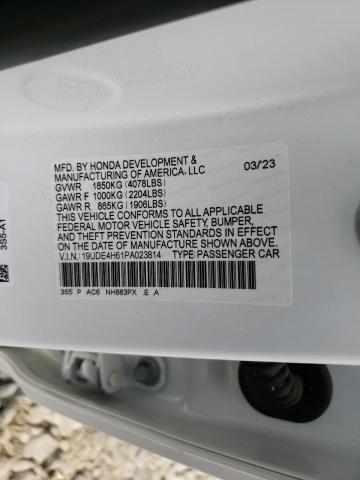 MFD. BY HONDA DEVELOPMENT & 03/23
MANUFACTURING OF AMERICA, LLC
GVWR 1850KG (4078LBS)
GAWR F 1000KG (2204LBS)
GAWR R 865KG (1906LBS)
THIS VEHICLE CONFORMS TO ALL APPLICABLE
FEDERAL MOTOR VEHICLE SAFETY, BUMPER,
AND THEFT PREVENTION STANDARDS IN EFFECT
ON THE DATE OF MANUFACTURE SHOWN ABOVE.
V.I.N.:19UDE4H61PA023814 TYPE:PASSENGER CAR
3S5 P AC6 NH883PX .E .A
3S5-A1